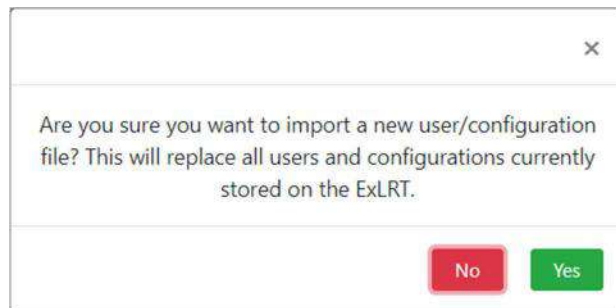 ×
Are you sure you want to import a new user/configuration
file? This will replace all users and configurations currently
stored on the ExLRT.
No Yes